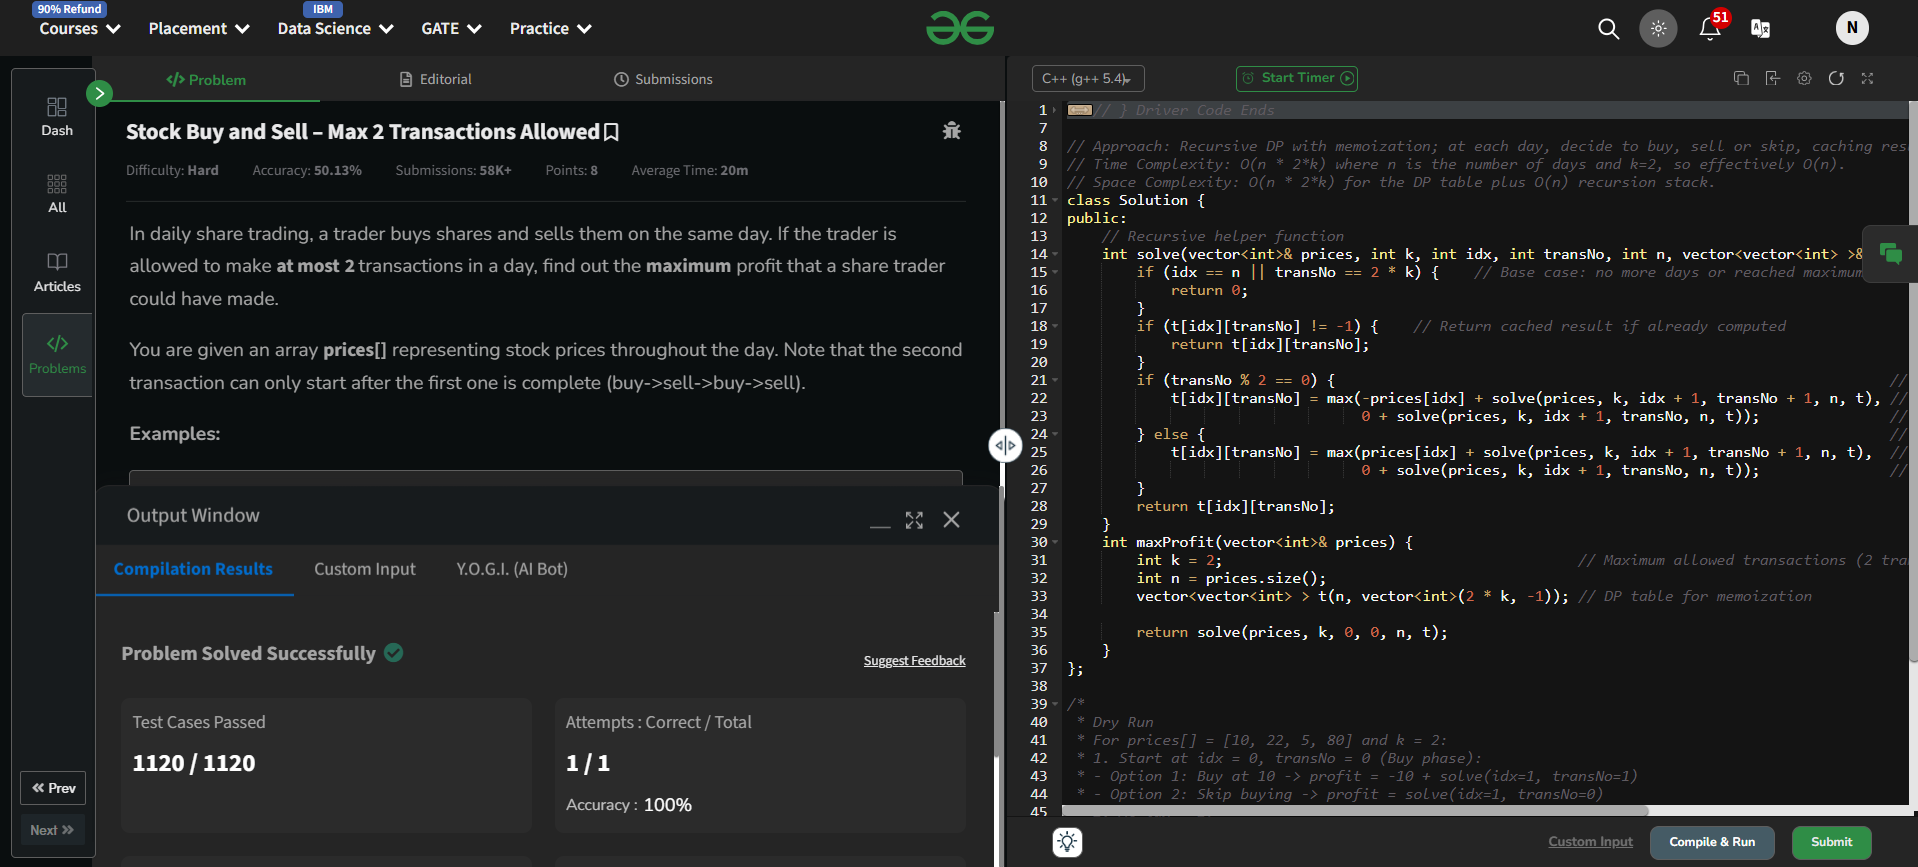 90% Refund
IBM
Courses
Placement
Data Science
GATE
Practice
51
N
Dash
All
Articles
Problems
Prev
Next
Problem
Editorial
Submissions
Stock Buy and Sell – Max 2 Transactions Allowed
Difficulty: Hard Accuracy: 50.13% Submissions: 58K+ Points: 8 Average Time: 20m
In daily share trading, a trader buys shares and sells them on the same day. If the trader is
allowed to make at most 2 transactions in a day, find out the maximum profit that a share trader
could have made.
You are given an array prices[] representing stock prices throughout the day. Note that the second
transaction can only start after the first one is complete (buy->sell->buy->sell).
Examples:
Output Window
Compilation Results
Custom Input
Y.O.G.I. (AI Bot)
Problem Solved Successfully
Suggest Feedback
Test Cases Passed
1120 / 1120
Attempts : Correct / Total
1 / 1
Accuracy : 100%
C++ (g++ 5.4)
Start Timer
1 // } Driver Code Ends
7
8 // Approach: Recursive DP with memoization; at each day, decide to buy, sell or skip, caching res
9 // Time Complexity: O(n * 2*k) where n is the number of days and k=2, so effectively O(n).
10 // Space Complexity: O(n * 2*k) for the DP table plus O(n) recursion stack.
11 class Solution {
12 public:
13 // Recursive helper function
14 int solve(vector<int>& prices, int k, int idx, int transNo, int n, vector<vector<int> >&
15 if (idx == n || transNo == 2 * k) { // Base case: no more days or reached maximum
16 return 0;
17 }
18 if (t[idx][transNo] != -1) { // Return cached result if already computed
19 return t[idx][transNo];
20 }
21 if (transNo % 2 == 0) { //
22 t[idx][transNo] = max(-prices[idx] + solve(prices, k, idx + 1, transNo + 1, n, t), //
23 0 + solve(prices, k, idx + 1, transNo, n, t)); //
24 } else { //
25 t[idx][transNo] = max(prices[idx] + solve(prices, k, idx + 1, transNo + 1, n, t), //
26 0 + solve(prices, k, idx + 1, transNo, n, t)); //
27 }
28 return t[idx][transNo];
29 }
30 int maxProfit(vector<int>& prices) {
31 int k = 2; // Maximum allowed transactions (2 tra
32 int n = prices.size();
33 vector<vector<int> > t(n, vector<int>(2 * k, -1)); // DP table for memoization
34
35 return solve(prices, k, 0, 0, n, t);
36 }
37 };
38
39 /*
40 * Dry Run
41 * For prices[] = [10, 22, 5, 80] and k = 2:
42 * 1. Start at idx = 0, transNo = 0 (Buy phase):
43 * - Option 1: Buy at 10 -> profit = -10 + solve(idx=1, transNo=1)
44 * - Option 2: Skip buying -> profit = solve(idx=1, transNo=0)
45
Custom Input
Compile & Run
Submit